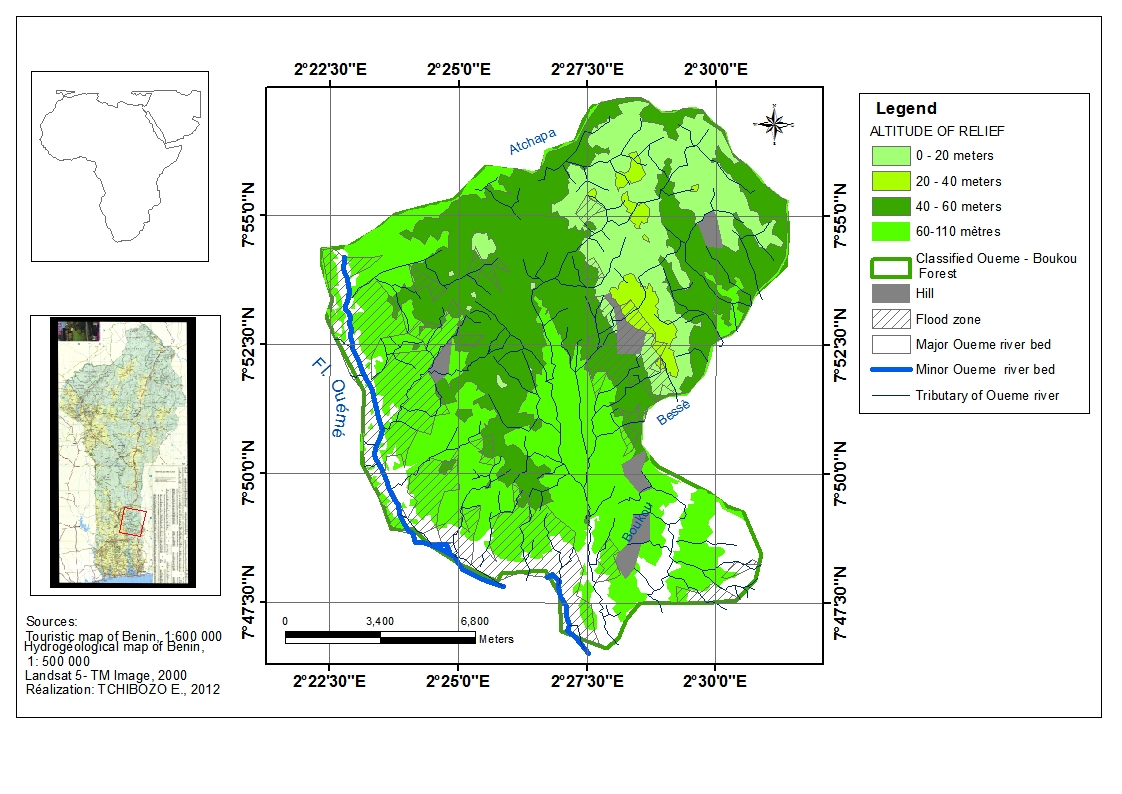 2°22'30"E 2°25'0"E 2°27'30"E 2°30'0"E
7°55'0"N
7°52'30"N
7°50'0"N
7°47'30"N
Atchapa
Fl. Ouémé
Bessè
Boukou
7°55'0"N
7°52'30"N
7°50'0"N
7°47'30"N
0 3,400 6,800
Meters
2°22'30"E 2°25'0"E 2°27'30"E 2°30'0"E
Legend
ALTITUDE OF RELIEF
0 - 20 meters
20 - 40 meters
40 - 60 meters
60-110 mètres
Classified Oueme - Boukou
Forest
Hill
Flood zone
Major Oueme river bed
Minor Oueme river bed
Tributary of Oueme river
Sources:
Touristic map of Benin, 1:600 000
Hydrogeological map of Benin,
1: 500 000
Landsat 5- TM Image, 2000
Réalization: TCHIBOZO E., 2012